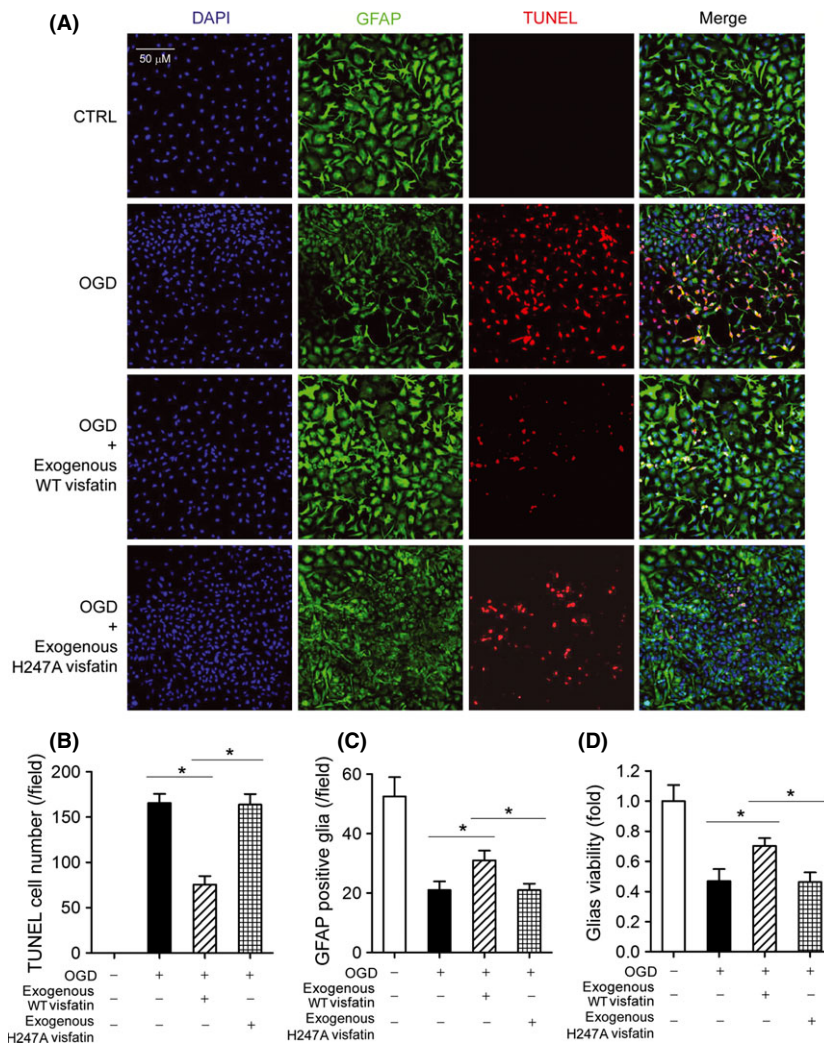 (A)
DAPI GFAP TUNEL Merge
50 μM
CTRL
OGD
OGD
+
Exogenous
WT visfatin
OGD
+
Exogenous
H247A visfatin
(B)
TUNEL cell number (/field)
200
150
100
50
0
* *
OGD − + + +
Exogenous
WT visfatin − − + −
Exogenous
H247A visfatin − − − +
(C)
GFAP positive glia (/field)
60
40
20
0
* *
OGD − + + +
Exogenous
WT visfatin − − + −
Exogenous
H247A visfatin − − − +
(D)
Glias viability (fold)
1.2
1.0
0.8
0.6
0.4
0.2
0.0
* *
OGD − + + +
Exogenous
WT visfatin − − + −
Exogenous
H247A visfatin − − − +